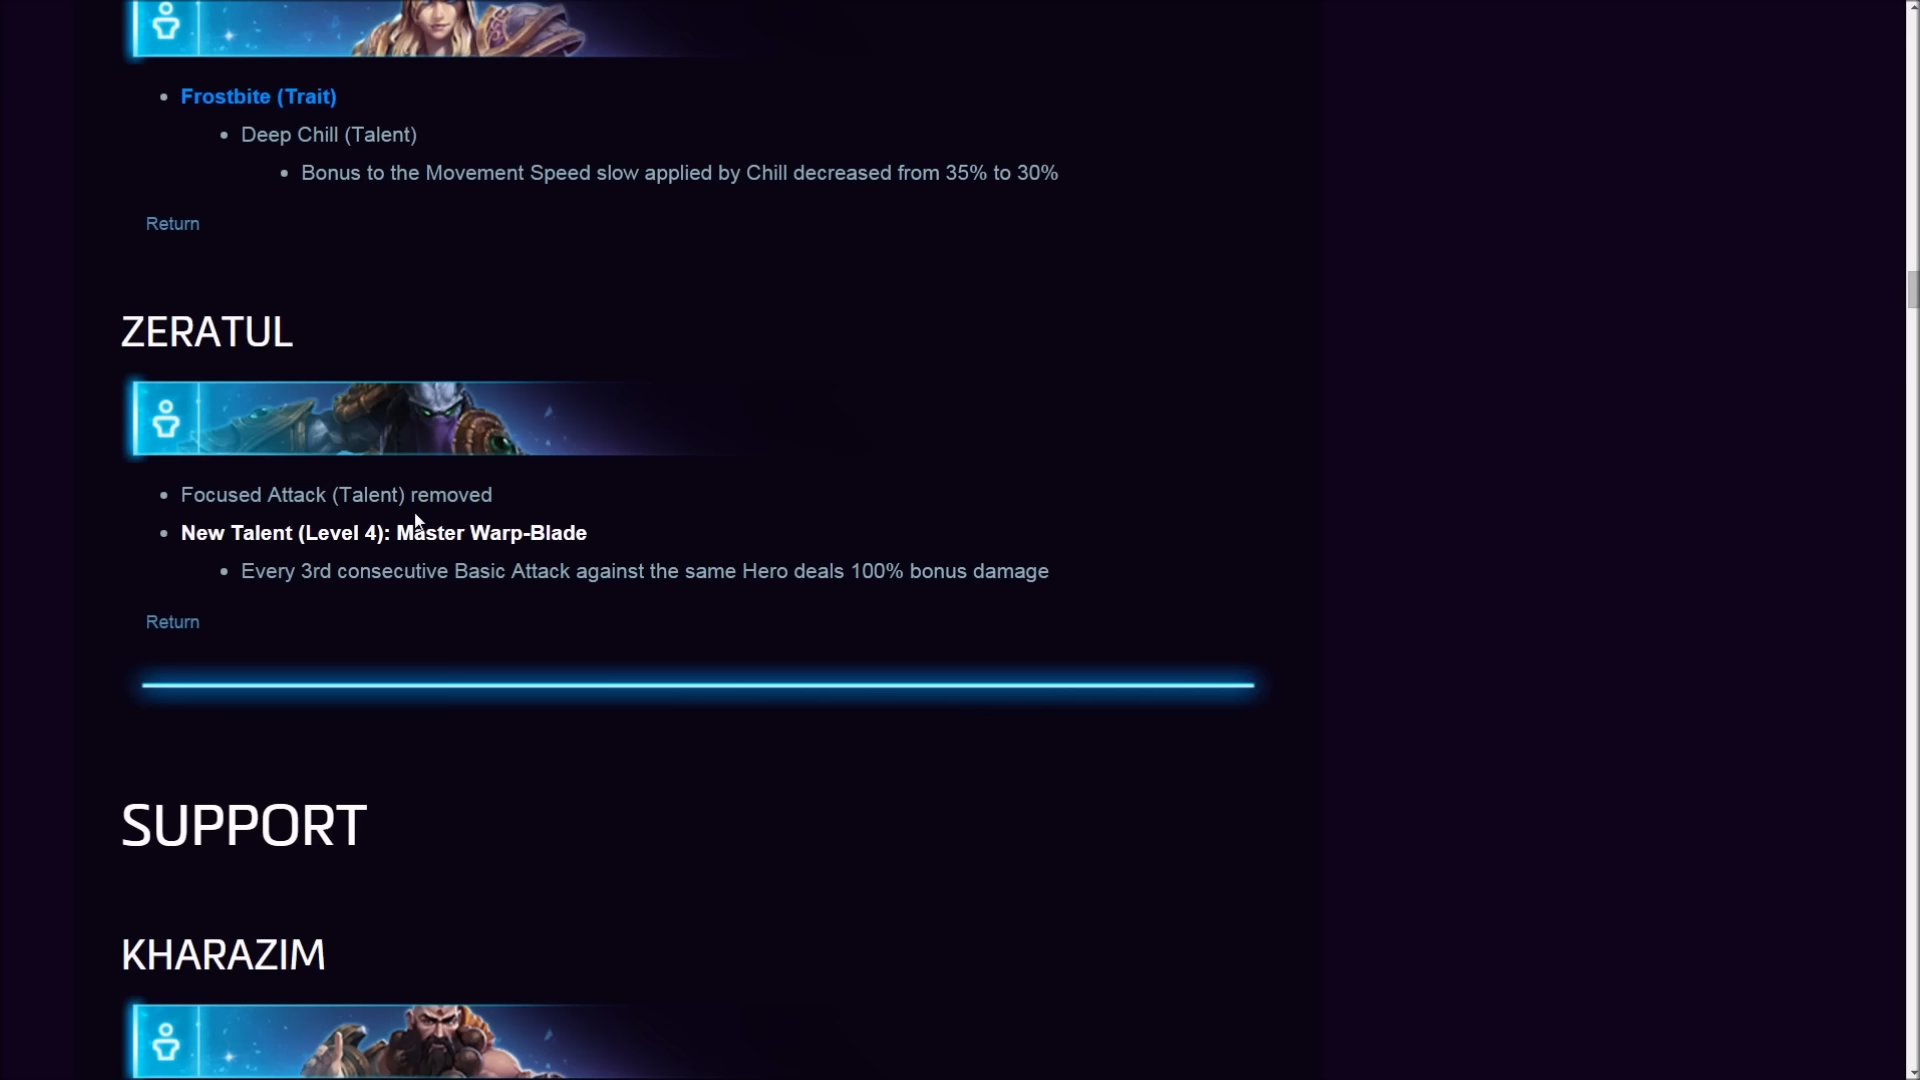 Frostbite (Trait)
Deep Chill (Talent)
Bonus to the Movement Speed slow applied by Chill decreased from 35% to 30%
Return
ZERATUL
Focused Attack (Talent) removed
New Talent (Level 4): Master Warp-Blade
Every 3rd consecutive Basic Attack against the same Hero deals 100% bonus damage
Return
SUPPORT
KHARAZIM